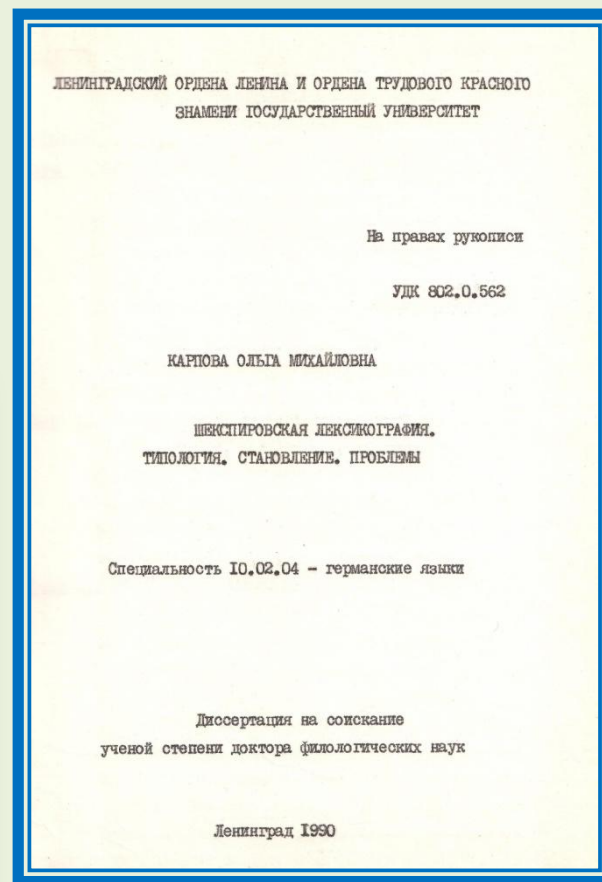 ЛЕНИНГРАДСКИЙ ОРДЕНА ЛЕНИНА И ОРДЕНА ТРУДОВОГО КРАСНОГО
ЗНАМЕНИ ГОСУДАРСТВЕННЫЙ УНИВЕРСИТЕТ
На правах рукописи
УДК 802.0.562
КАРПОВА ОЛЬГА МИХАЙЛОВНА
ШЕКСПИРОВСКАЯ ЛЕКСИКОГРАФИЯ.
ТИПОЛОГИЯ. СТАНОВЛЕНИЕ. ПРОБЛЕМЫ
Специальность 10.02.04 - германские языки
Диссертация на соискание
ученой степени доктора филологических наук
Ленинград 1990